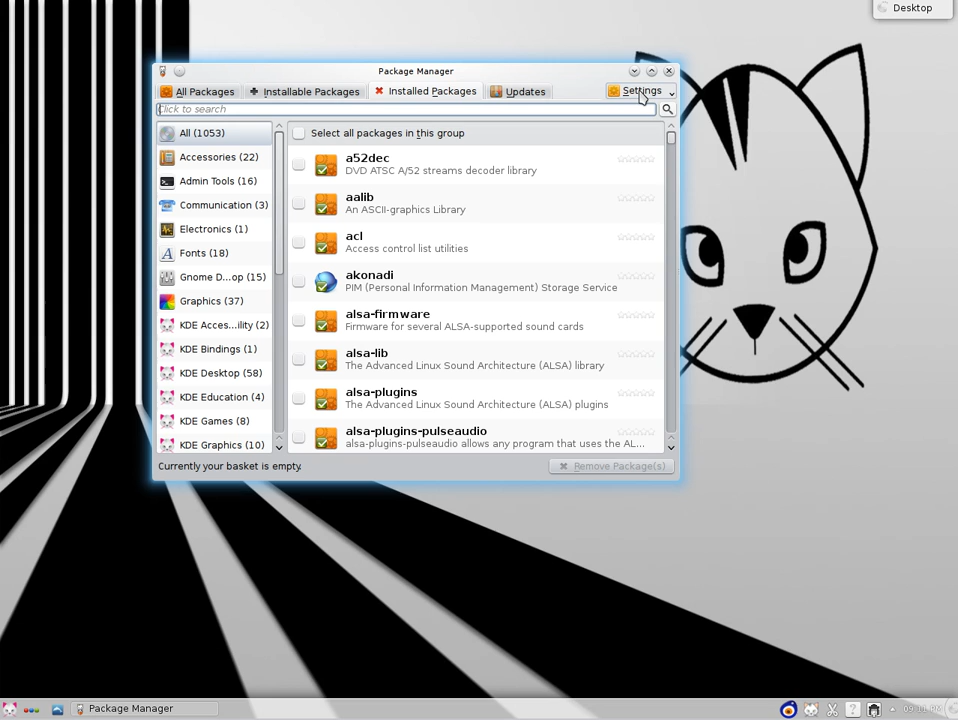 Desktop
Package Manager
All Packages
Installable Packages
Installed Packages
Updates
Settings
Click to search
All (1053)
Select all packages in this group
Accessories (22)
Admin Tools (16)
Communication (3)
Electronics (1)
Fonts (18)
Gnome D...op (15)
Graphics (37)
KDE Acces...ility (2)
KDE Bindings (1)
KDE Desktop (58)
KDE Education (4)
KDE Games (8)
KDE Graphics (10)
a52dec
DVD ATSC A/52 streams decoder library
aalib
An ASCII-graphics Library
acl
Access control list utilities
akonadi
PIM (Personal Information Management) Storage Service
alsa-firmware
Firmware for several ALSA-supported sound cards
alsa-lib
The Advanced Linux Sound Architecture (ALSA) library
alsa-plugins
The Advanced Linux Sound Architecture (ALSA) plugins
alsa-plugins-pulseaudio
alsa-plugins-pulseaudio allows any program that uses the AL...
Currently your basket is empty.
Remove Package(s)
Package Manager
09:11 PM